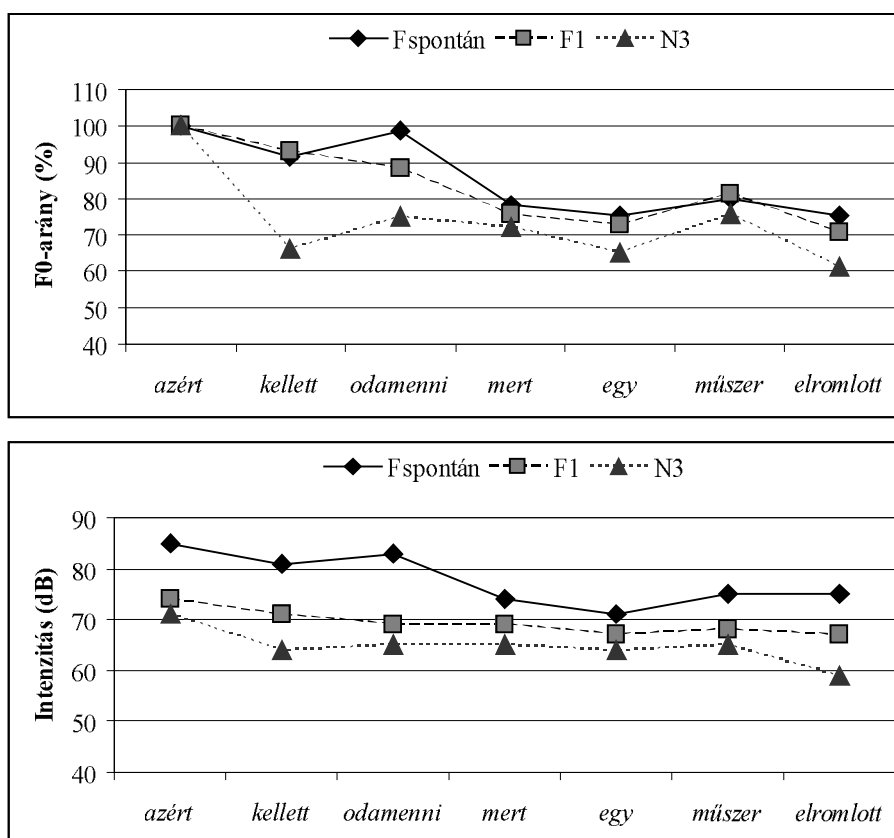 Fspontán F1 N3
F0-arány (%)
110
100
90
80
70
60
50
40
azért kellett odamenni mert egy műszer elromlott
Fspontán F1 N3
Intenzitás (dB)
90
80
70
60
50
40
azért kellett odamenni mert egy műszer elromlott